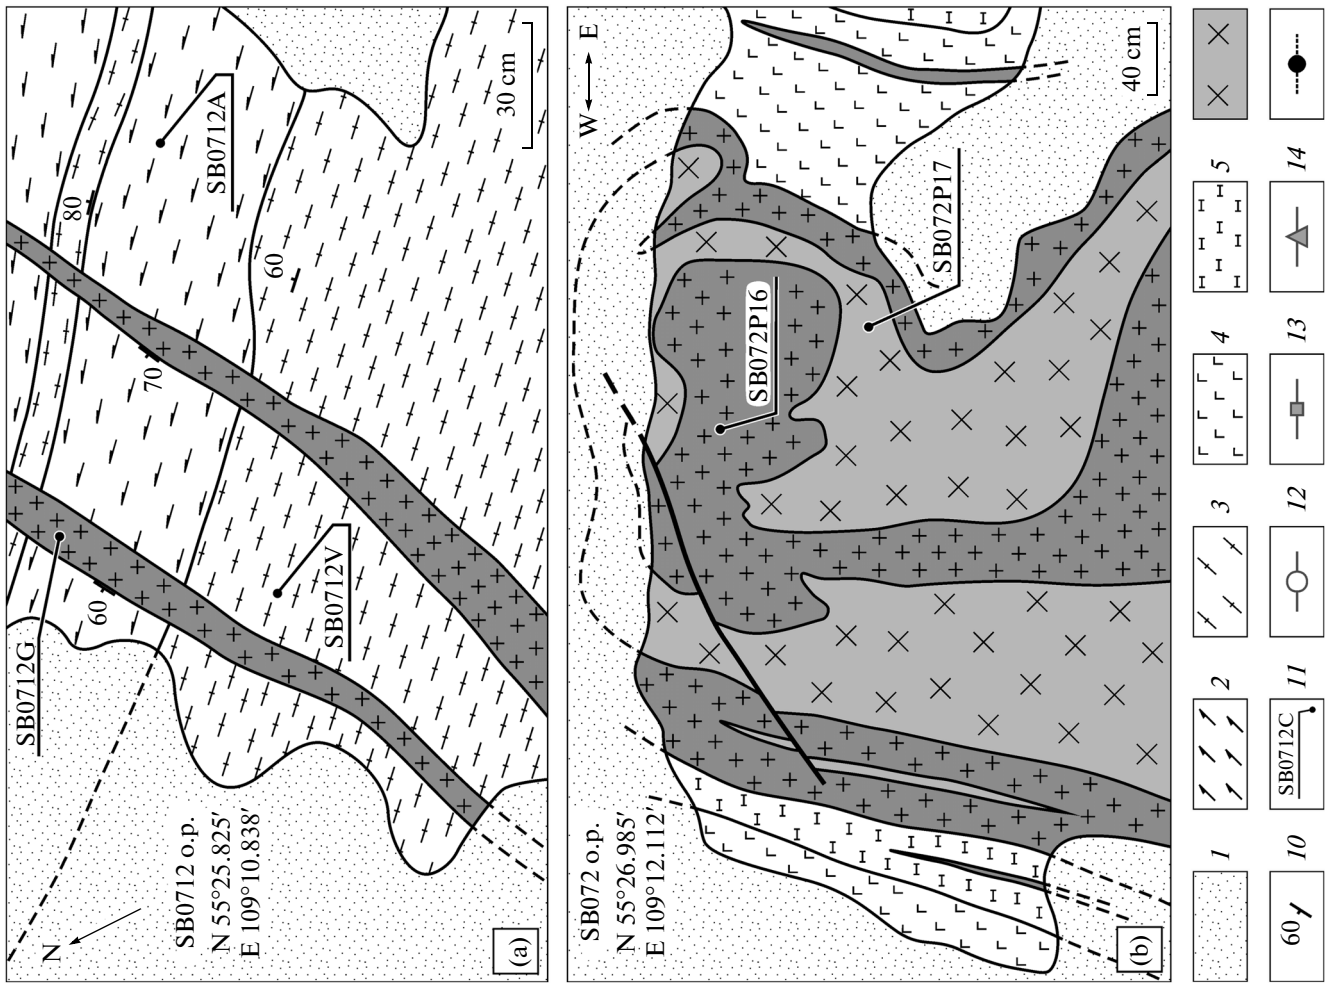 N
SB0712 o.p.
N 55°25.825′
E 109°10.838′
SB0712G
SB0712V
SB0712A
60
70
80
60
30 cm
(a)
SB072 o.p.
N 55°26.985′
E 109°12.112′
SB072P16
SB072P17
W
E
40 cm
(b)
1
2
3
4
5
60
10
SB0712C
11
12
13
14